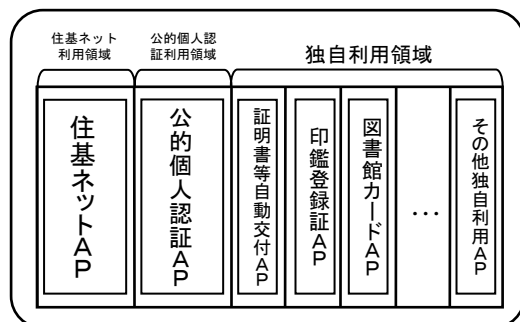 住基ネット
利用領域
公的個人認
証利用領域
独自利用領域
住基ネットAP
公的個人認証AP
証明書等自動交付AP
印鑑登録証AP
図書館カードAP
…
その他独自利用AP